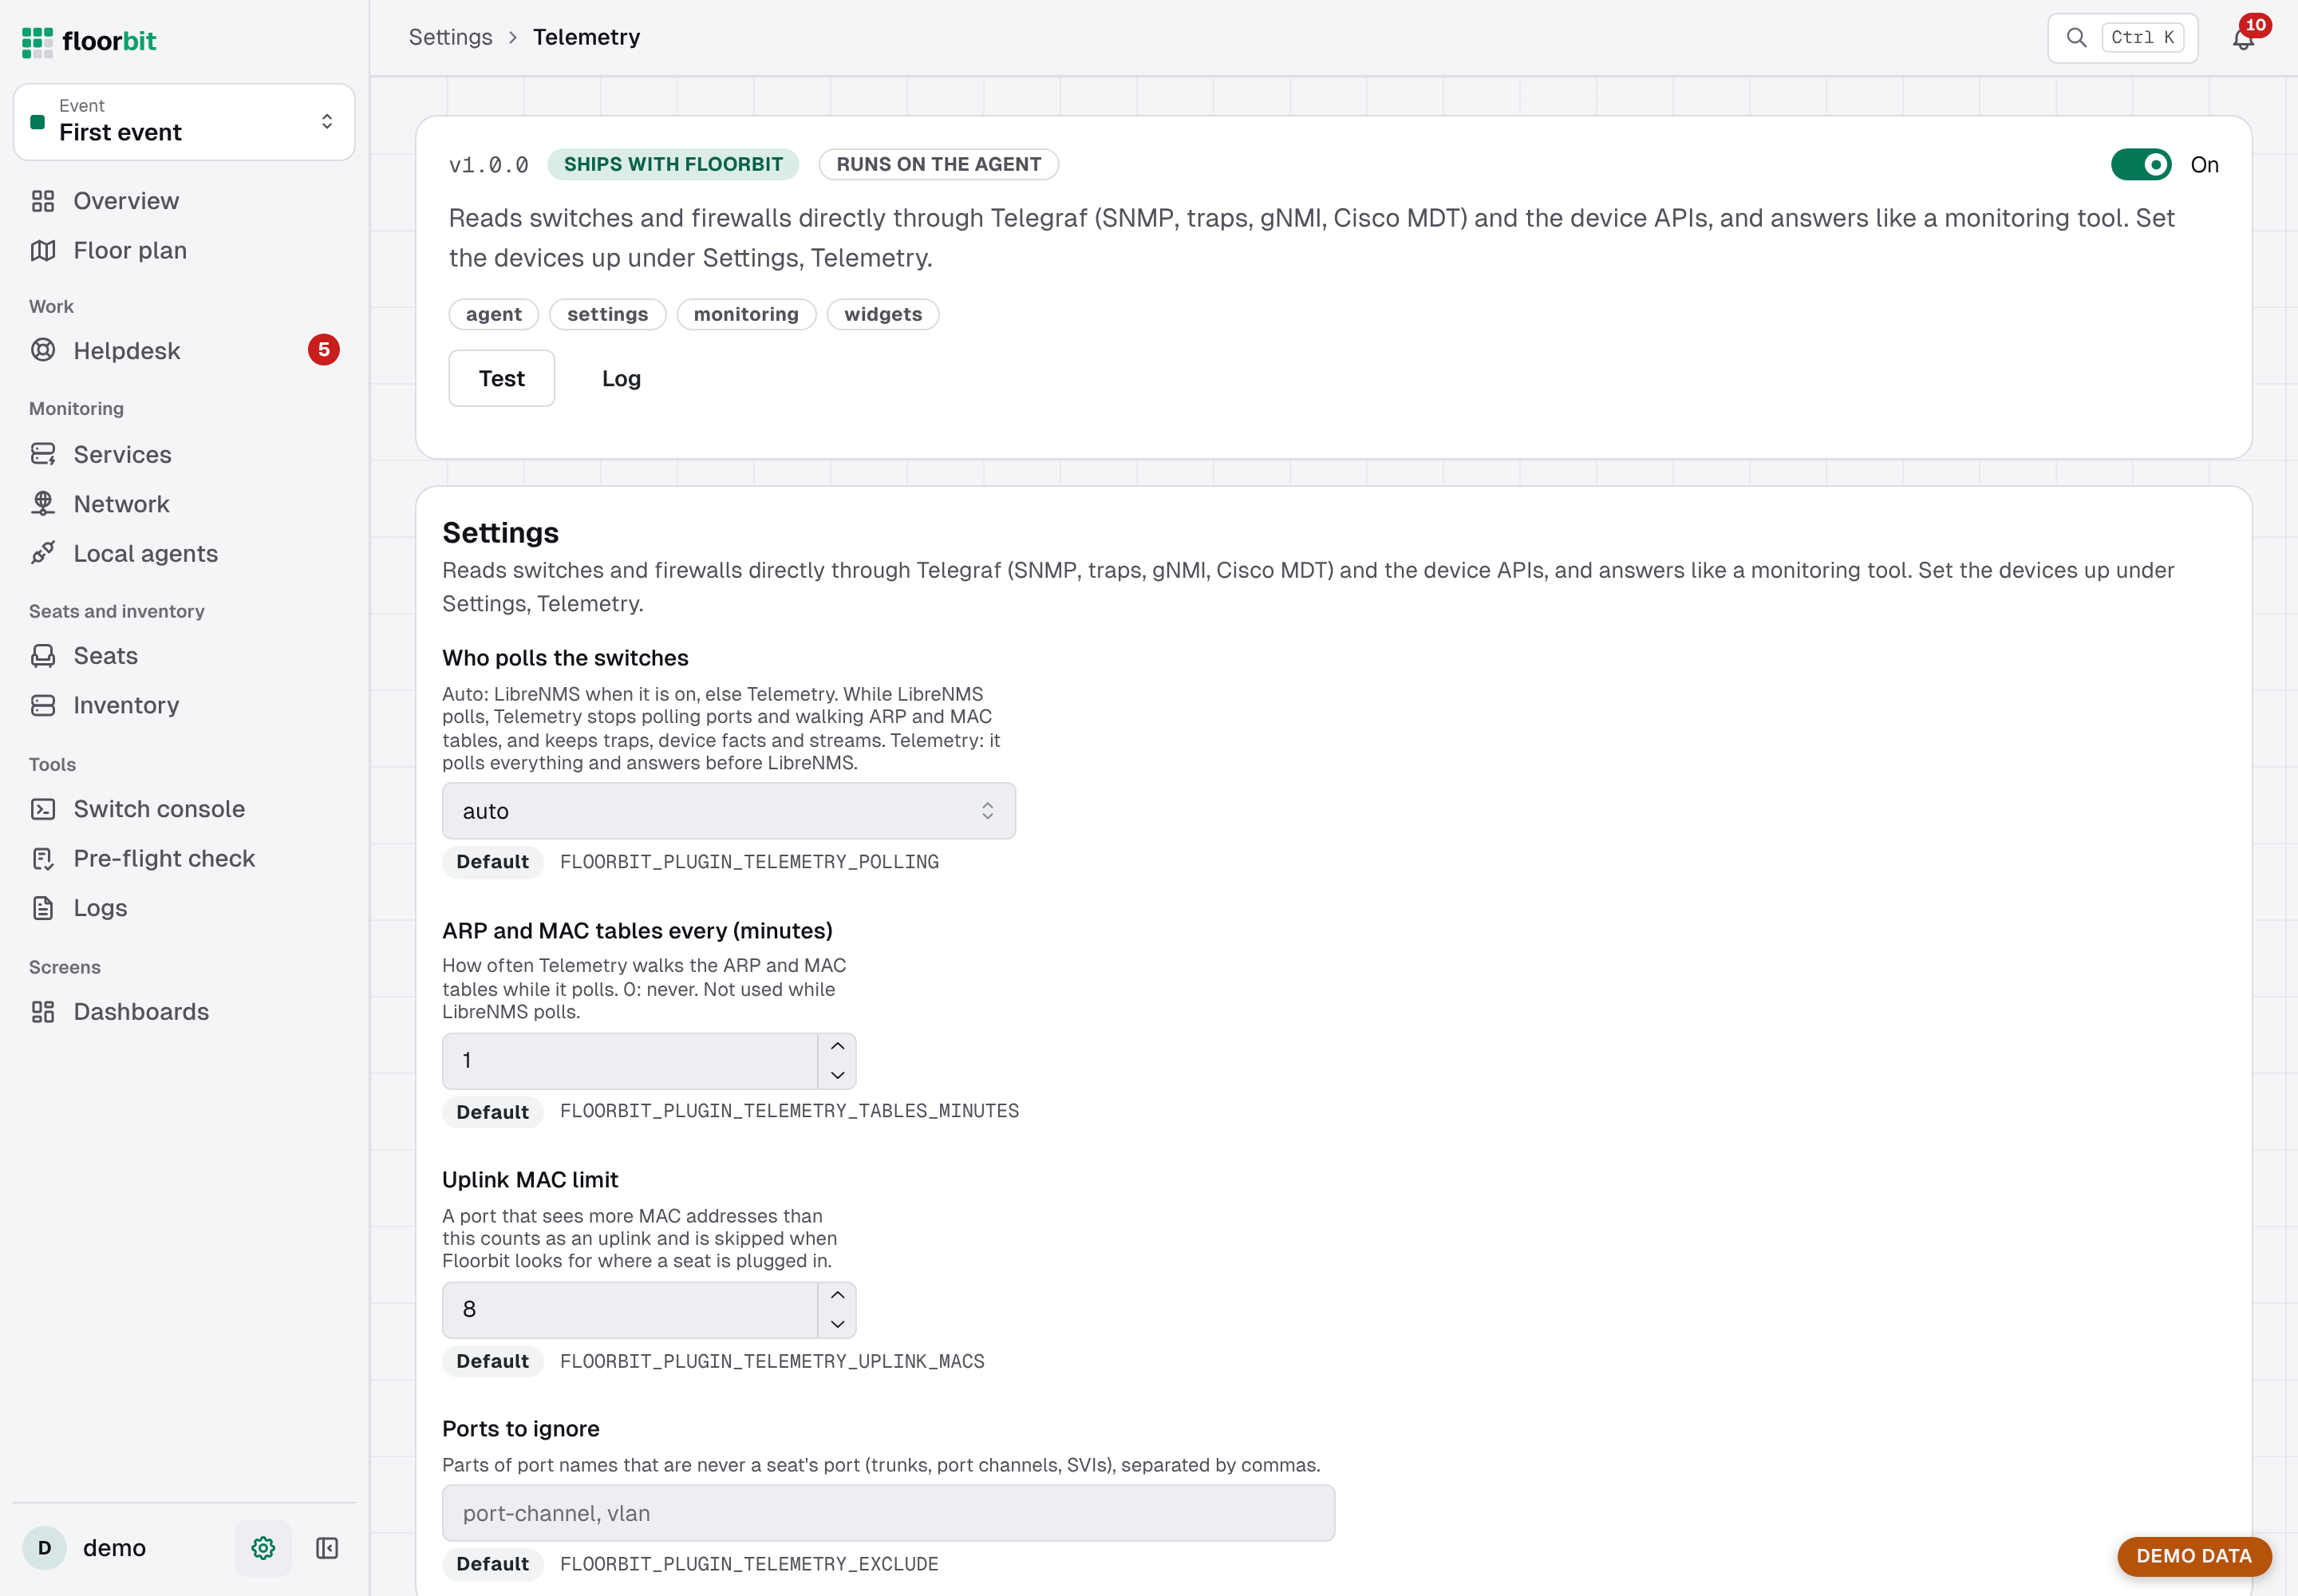 floorbit
Event
First event
Overview
Floor plan
Work
Helpdesk
5
Monitoring
Services
Network
Local agents
Seats and inventory
Seats
Inventory
Tools
Switch console
Pre-flight check
Logs
Screens
Dashboards
D
demo
Settings > Telemetry
Ctrl K
10
v1.0.0
SHIPS WITH FLOORBIT
RUNS ON THE AGENT
On
Reads switches and firewalls directly through Telegraf (SNMP, traps, gNMI, Cisco MDT) and the device APIs, and answers like a monitoring tool. Set
the devices up under Settings, Telemetry.
agent
settings
monitoring
widgets
Test
Log
Settings
Reads switches and firewalls directly through Telegraf (SNMP, traps, gNMI, Cisco MDT) and the device APIs, and answers like a monitoring tool. Set the devices up under
Settings, Telemetry.
Who polls the switches
Auto: LibreNMS when it is on, else Telemetry. While LibreNMS
polls, Telemetry stops polling ports and walking ARP and MAC
tables, and keeps traps, device facts and streams. Telemetry: it
polls everything and answers before LibreNMS.
auto
Default FLOORBIT_PLUGIN_TELEMETRY_POLLING
ARP and MAC tables every (minutes)
How often Telemetry walks the ARP and MAC
tables while it polls. 0: never. Not used while
LibreNMS polls.
1
Default FLOORBIT_PLUGIN_TELEMETRY_TABLES_MINUTES
Uplink MAC limit
A port that sees more MAC addresses than
this counts as an uplink and is skipped when
Floorbit looks for where a seat is plugged in.
8
Default FLOORBIT_PLUGIN_TELEMETRY_UPLINK_MACS
Ports to ignore
Parts of port names that are never a seat's port (trunks, port channels, SVIs), separated by commas.
port-channel, vlan
Default FLOORBIT_PLUGIN_TELEMETRY_EXCLUDE
DEMO DATA